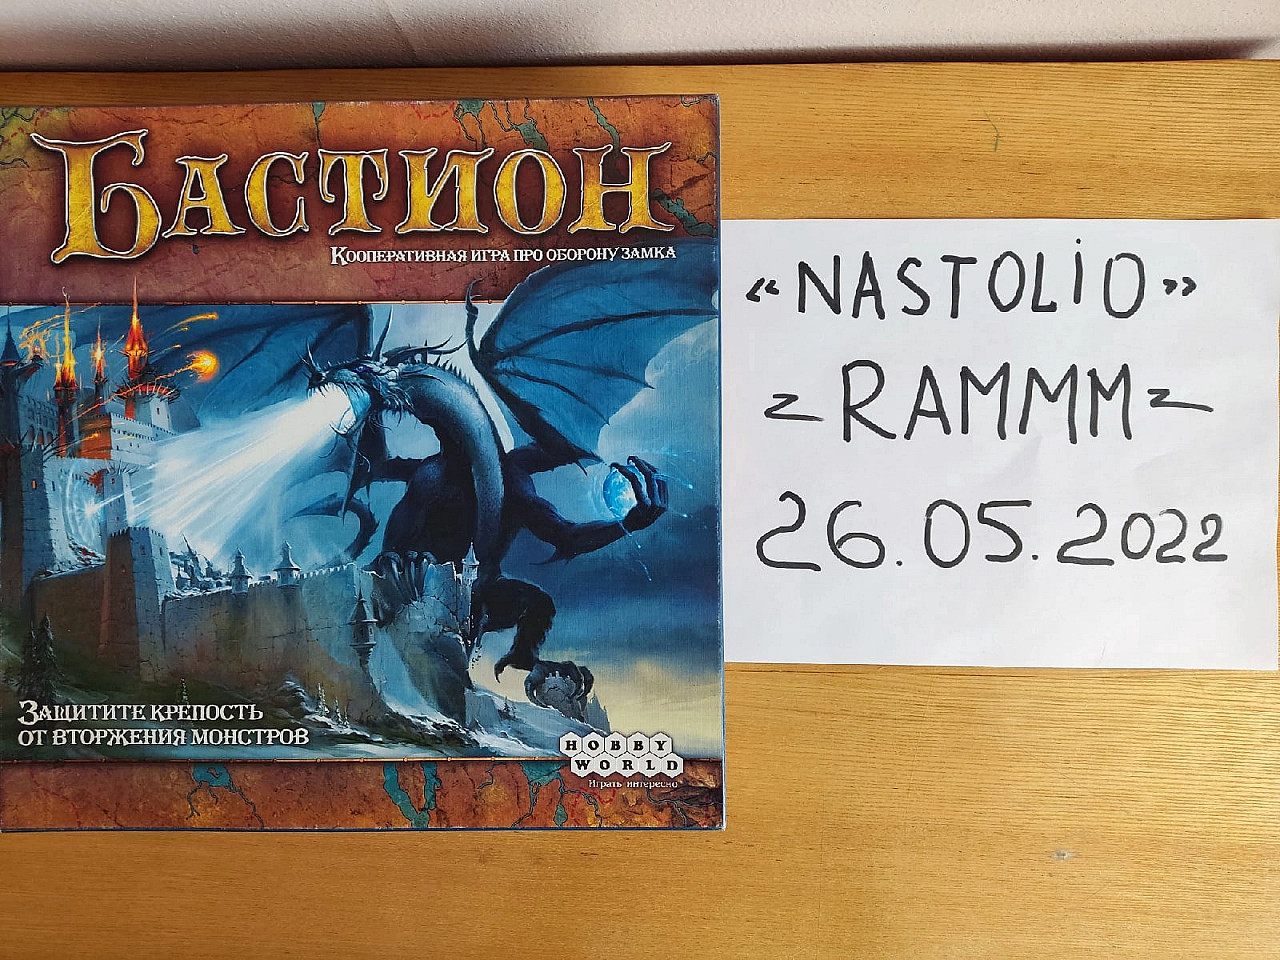 БАСТИОН
КООПЕРАТИВНАЯ ИГРА ПРО ОБОРОНУ ЗАМКА
ЗАЩИТИТЕ КРЕПОСТЬ
ОТ ВТОРЖЕНИЯ МОНСТРОВ
HOBBY
WORLD
Играть интересно
«NASTOLiO»
RAMMM
26.05.2022